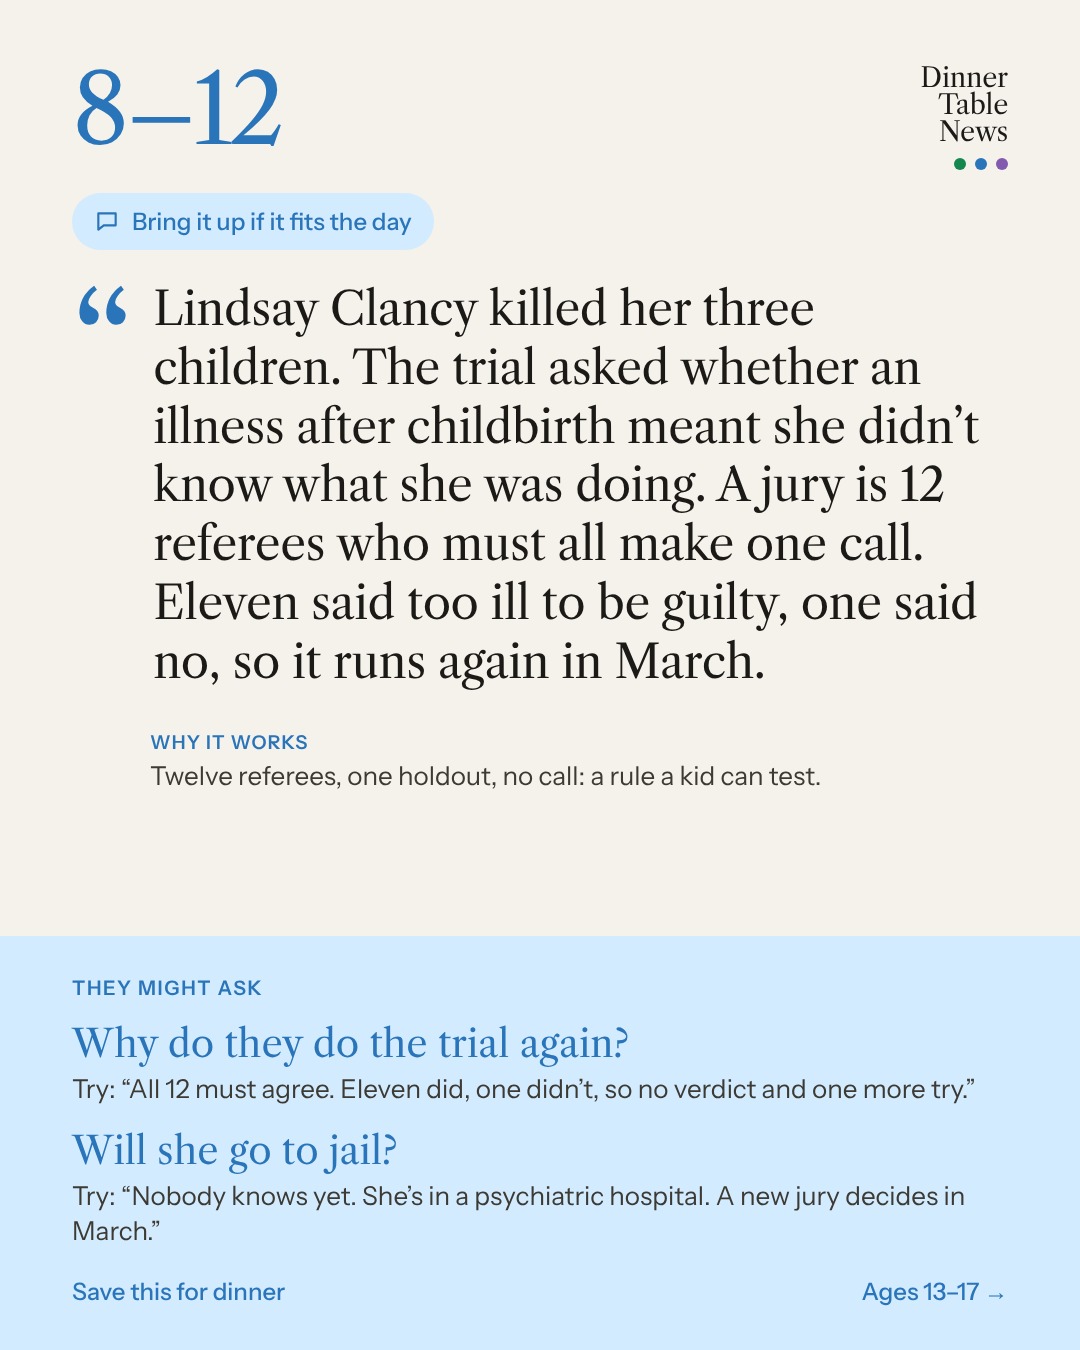 8–12
Dinner
Table
News
Bring it up if it fits the day
“ Lindsay Clancy killed her three
children. The trial asked whether an
illness after childbirth meant she didn’t
know what she was doing. A jury is 12
referees who must all make one call.
Eleven said too ill to be guilty, one said
no, so it runs again in March.
WHY IT WORKS
Twelve referees, one holdout, no call: a rule a kid can test.
THEY MIGHT ASK
Why do they do the trial again?
Try: “All 12 must agree. Eleven did, one didn’t, so no verdict and one more try.”
Will she go to jail?
Try: “Nobody knows yet. She’s in a psychiatric hospital. A new jury decides in
March.”
Save this for dinner
Ages 13–17 →